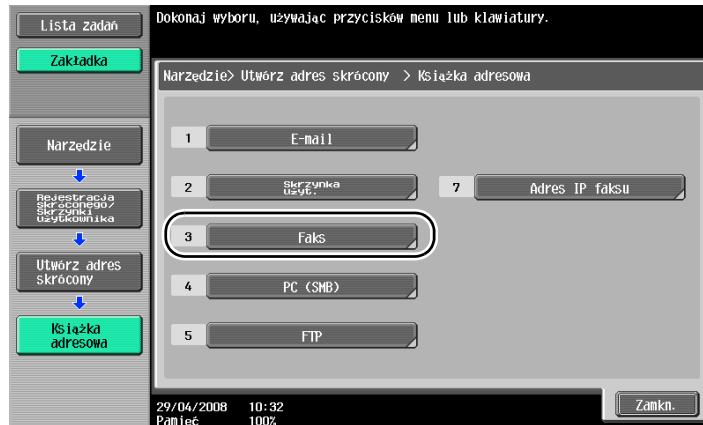 Lista zadań
Zakładka
Dokonaj wyboru, używając przycisków menu lub klawiatury.
Narzędzie> Utwórz adres skrócony > Książka adresowa
Narzędzie
Rejestracja
Skróconego/
Skrzynki
Użytkownika
Utwórz adres
skrócony
Książka
adresowa
1 E-mail
2 Skrzynka
Użyt.
7 Adres IP faksu
3 Faks
4 PC (SMB)
5 FTP
29/04/2008 10:32
Pamięć 100%
Zamkn.